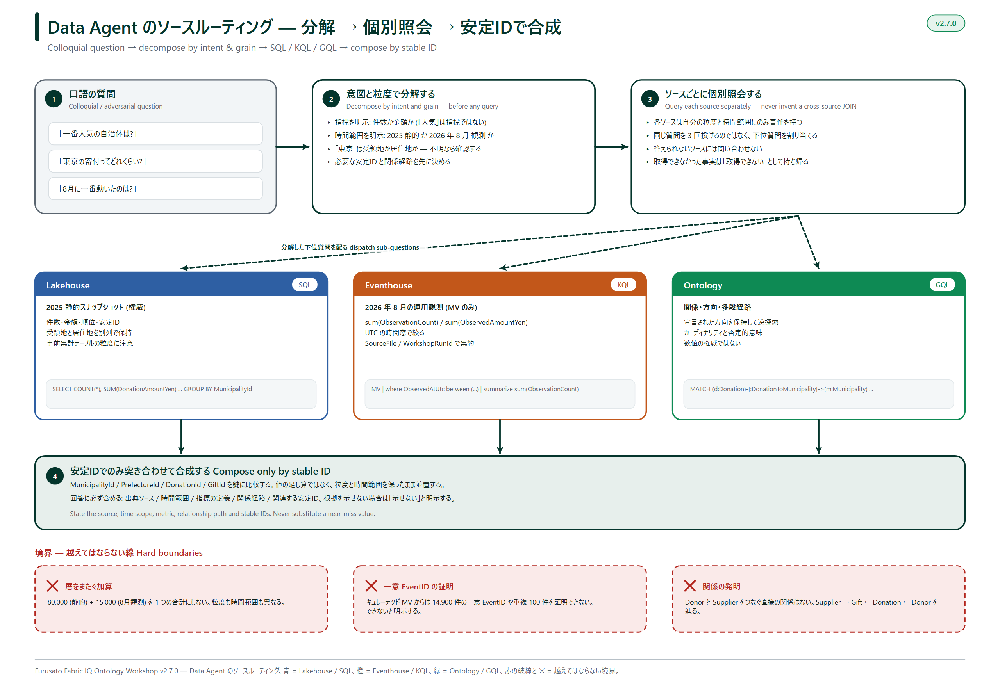 Data Agent のソースルーティング — 分解 → 個別照会 → 安定IDで合成
v2.7.0
Colloquial question → decompose by intent & grain → SQL / KQL / GQL → compose by stable ID
1
口語の質問
Colloquial / adversarial question
「一番人気の自治体は?」
「東京の寄付ってどれくらい?」
「8月に一番動いたのは?」
2
意図と粒度で分解する
Decompose by intent and grain — before any query
‣ 指標を明示: 件数か金額か (「人気」は指標ではない)
‣ 時間範囲を明示: 2025 静的 か 2026 年 8 月 観測 か
‣ 「東京」は受領地か居住地か — 不明なら確認する
‣ 必要な安定ID と関係経路を先に決める
3
ソースごとに個別照会する
Query each source separately — never invent a cross-source JOIN
‣ 各ソースは自分の粒度と時間範囲にのみ責任を持つ
‣ 同じ質問を 3 回投げるのではなく、下位質問を割り当てる
‣ 答えられないソースには問い合わせない
‣ 取得できなかった事実は「取得できない」として持ち帰る
分解した下位質問を配る dispatch sub-questions
Lakehouse
SQL
2025 静的スナップショット (権威)
件数・金額・順位・安定ID
受領地と居住地を別列で保持
事前集計テーブルの粒度に注意
SELECT COUNT(*), SUM(DonationAmountYen) ... GROUP BY MunicipalityId
Eventhouse
KQL
2026 年 8 月の運用観測 (MV のみ)
sum(ObservationCount) / sum(ObservedAmountYen)
UTC の時間窓で絞る
SourceFile / WorkshopRunId で集約
MV | where ObservedAtUtc between (...) | summarize sum(ObservationCount)
Ontology
GQL
関係・方向・多段経路
宣言された方向を保持して逆探索
カーディナリティと否定的意味
数値の権威ではない
MATCH (d:Donation)-[:DonationToMunicipality]->(m:Municipality) ...
4
安定IDでのみ突き合わせて合成する Compose only by stable ID
MunicipalityId / PrefectureId / DonationId / GiftId を鍵に比較する。値の足し算ではなく、粒度と時間範囲を保ったまま並置する。
回答に必ず含める: 出典ソース / 時間範囲 / 指標の定義 / 関係経路 / 関連する安定ID。根拠を示せない場合は「示せない」と明示する。
State the source, time scope, metric, relationship path and stable IDs. Never substitute a near-miss value.
境界 — 越えてはならない線 Hard boundaries
層をまたぐ加算
80,000 (静的) + 15,000 (8月観測) を 1 つの合計にしない。粒度も時間範囲も異なる。
一意 EventID の証明
キュレーテッド MV からは 14,900 件の一意 EventID や重複 100 件を証明できない。
できないと明示する。
関係の発明
Donor と Supplier をつなぐ直接の関係はない。Supplier → Gift ← Donation ← Donor を
辿る。
Furusato Fabric IQ Ontology Workshop v2.7.0 — Data Agent のソースルーティング。青 = Lakehouse / SQL、橙 = Eventhouse / KQL、緑 = Ontology / GQL、赤の破線と ✕ = 越えてはならない境界。